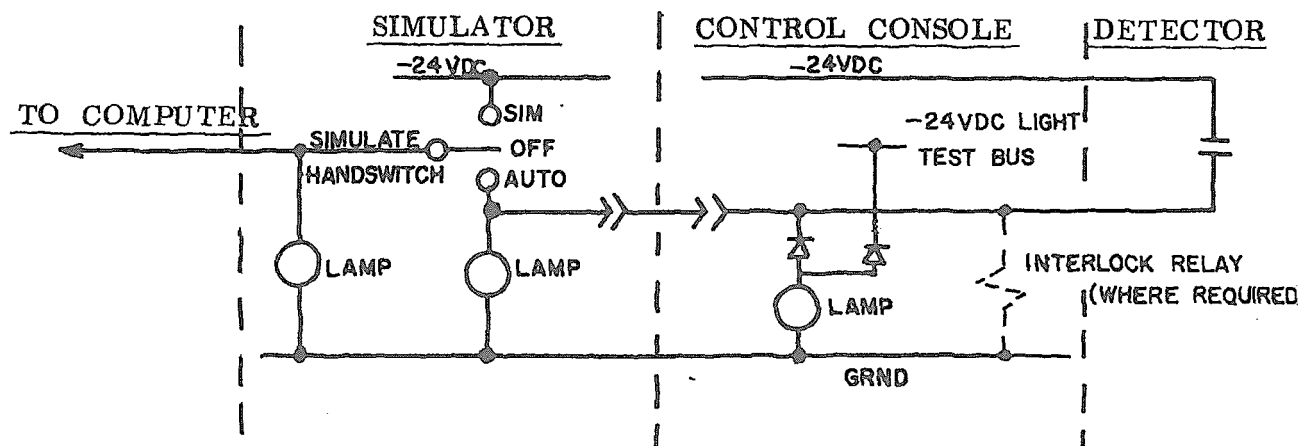 SIMULATOR
CONTROL CONSOLE
DETECTOR
-24VDC
-24VDC
TO COMPUTER
SIM
SIMULATE
HANDSWITCH
OFF
AUTO
-24VDC LIGHT
TEST BUS
LAMP
LAMP
LAMP
INTERLOCK RELAY
(WHERE REQUIRED
GRND